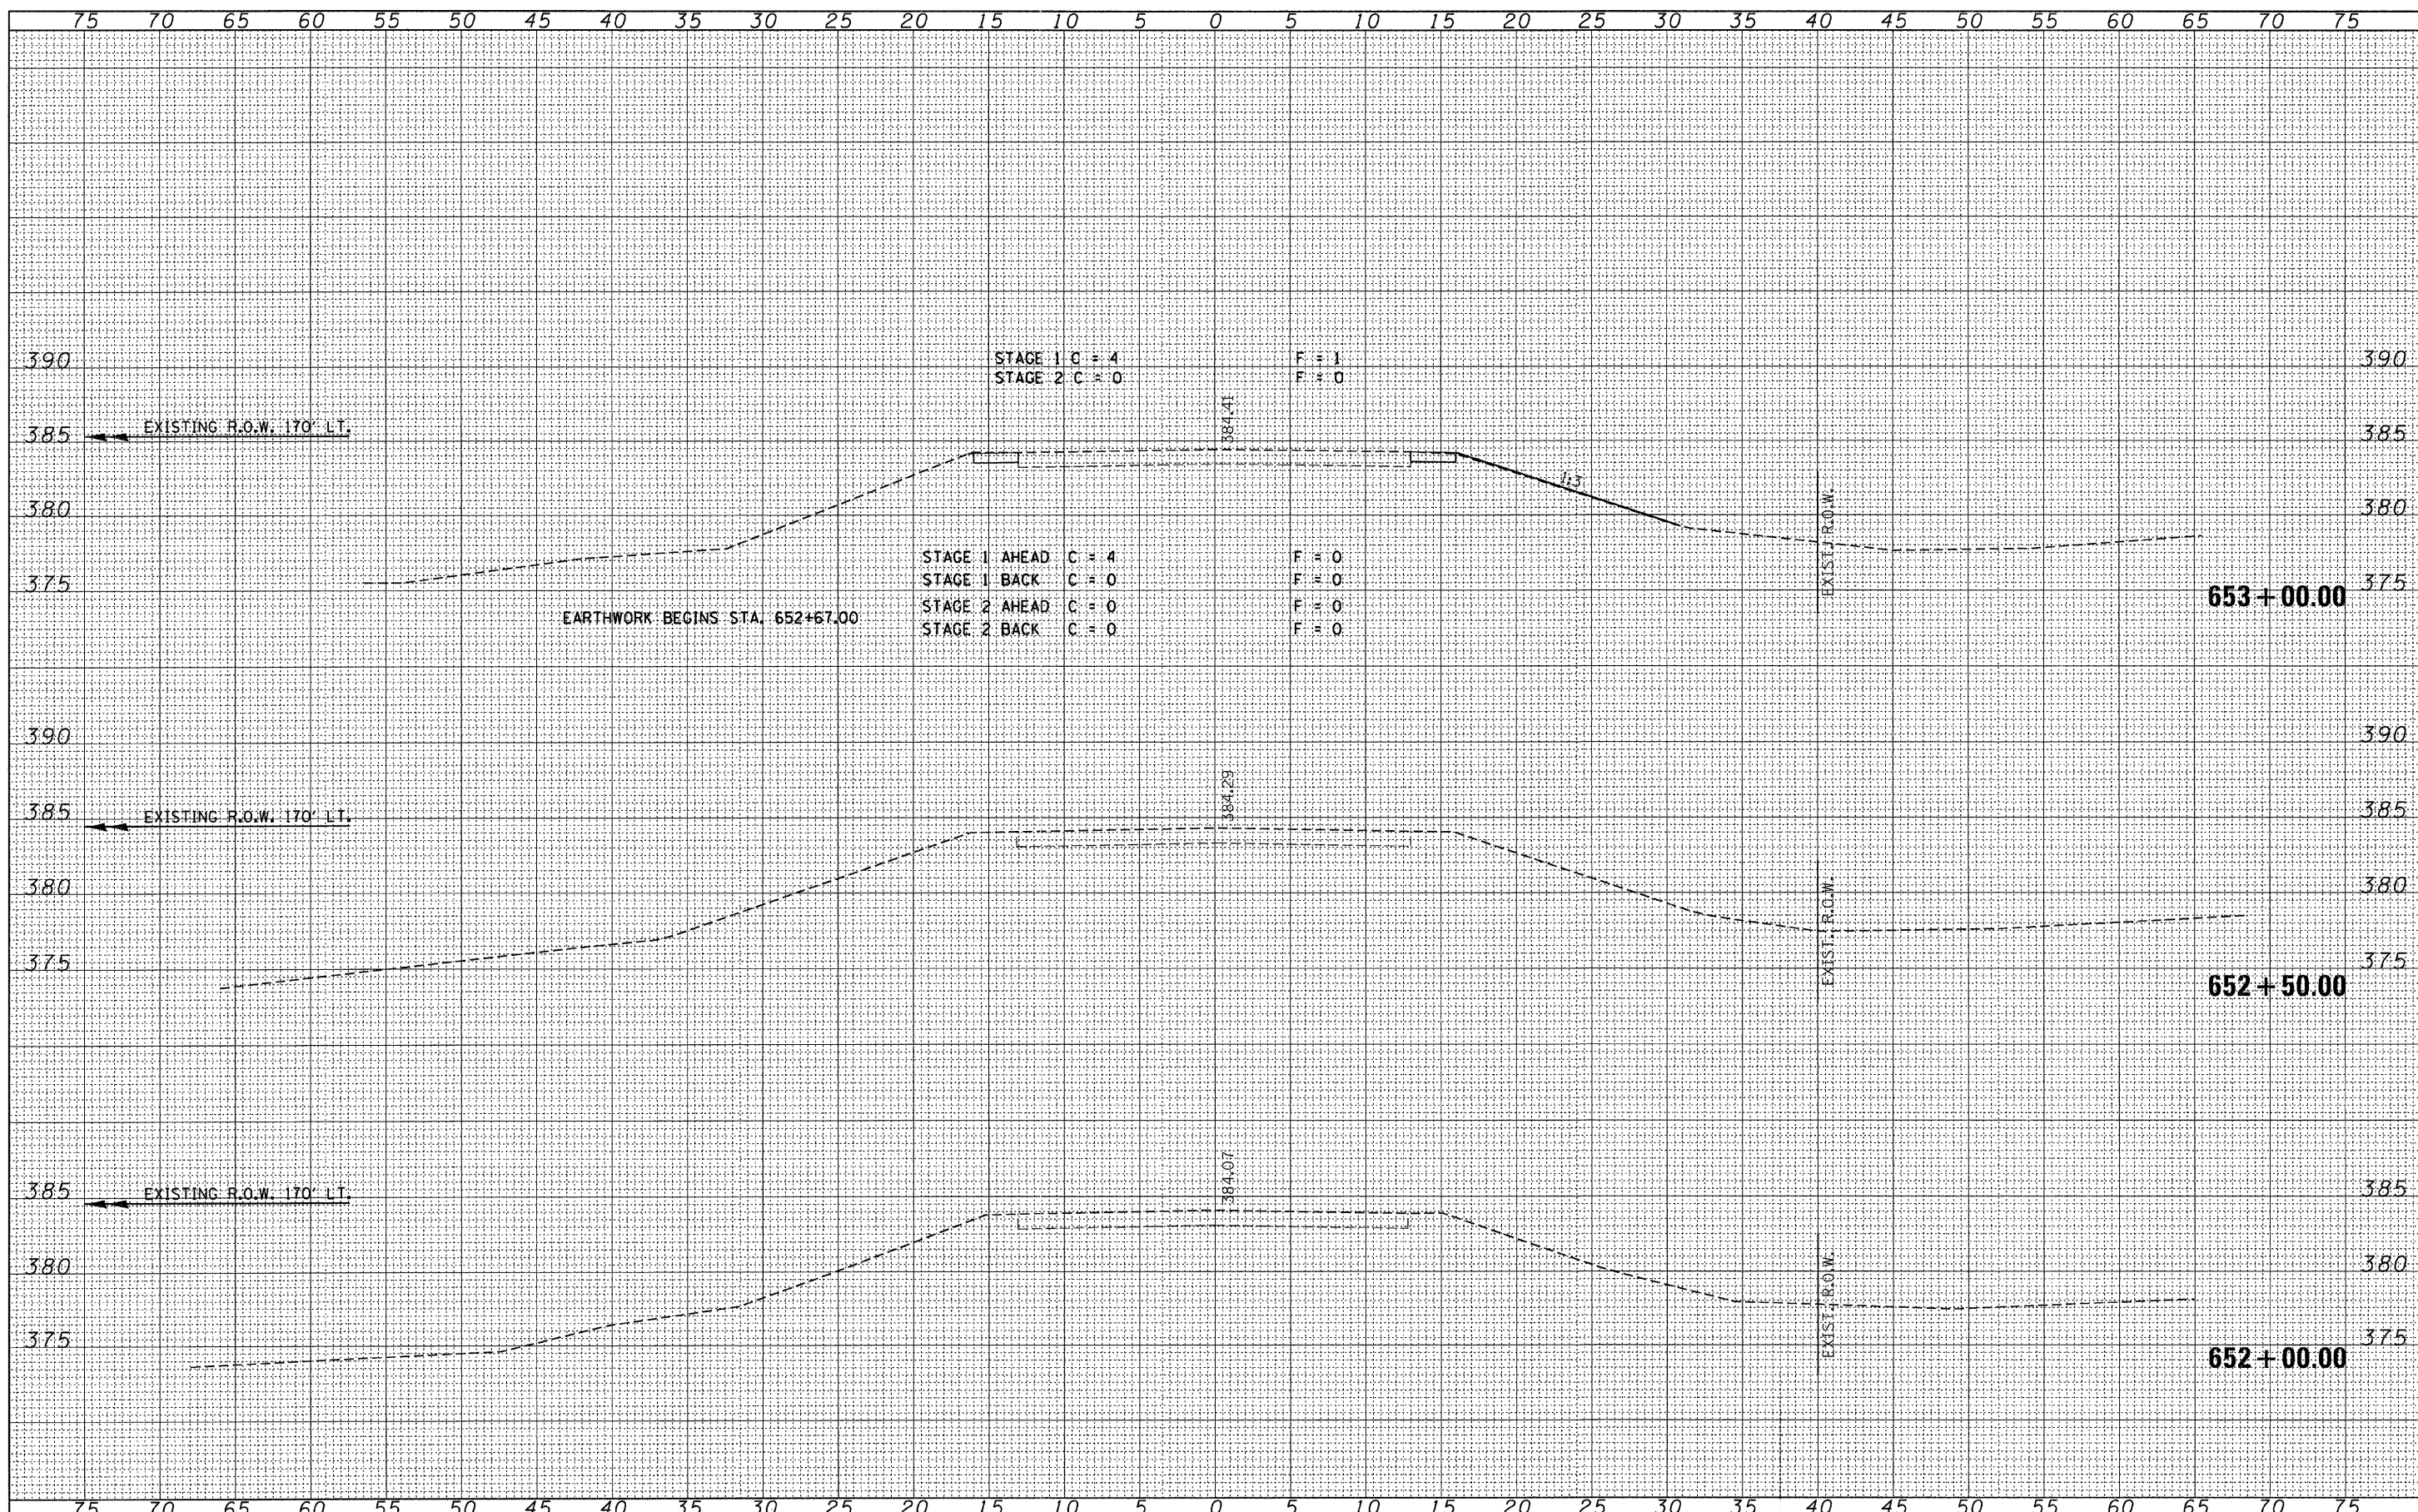 75 70 65 60 55 50 45 40 35 30 25 20 15 10 5 0 5 10 15 20 25 30 35 40 45 50 55 60 65 70 75
390 STAGE 1 C = 4 F = 1 390
STAGE 2 C = 0 F = 0
384.41
385 EXISTING R.O.W. 170' LT. 385
1:3
380 EXIST. R.O.W. 380
STAGE 1 AHEAD C = 4 F = 0
375 STAGE 1 BACK C = 0 F = 0 375
653+00.00
STAGE 2 AHEAD C = 0 F = 0
EARTHWORK BEGINS STA. 652+67.00
STAGE 2 BACK C = 0 F = 0
390 390
384.29
385 EXISTING R.O.W. 170' LT. 385
380 EXIST. R.O.W. 380
375 375
652+50.00
384.07
385 EXISTING R.O.W. 170' LT. 385
380 EXIST. R.O.W. 380
375 375
652+00.00
75 70 65 60 55 50 45 40 35 30 25 20 15 10 5 0 5 10 15 20 25 30 35 40 45 50 55 60 65 70 75